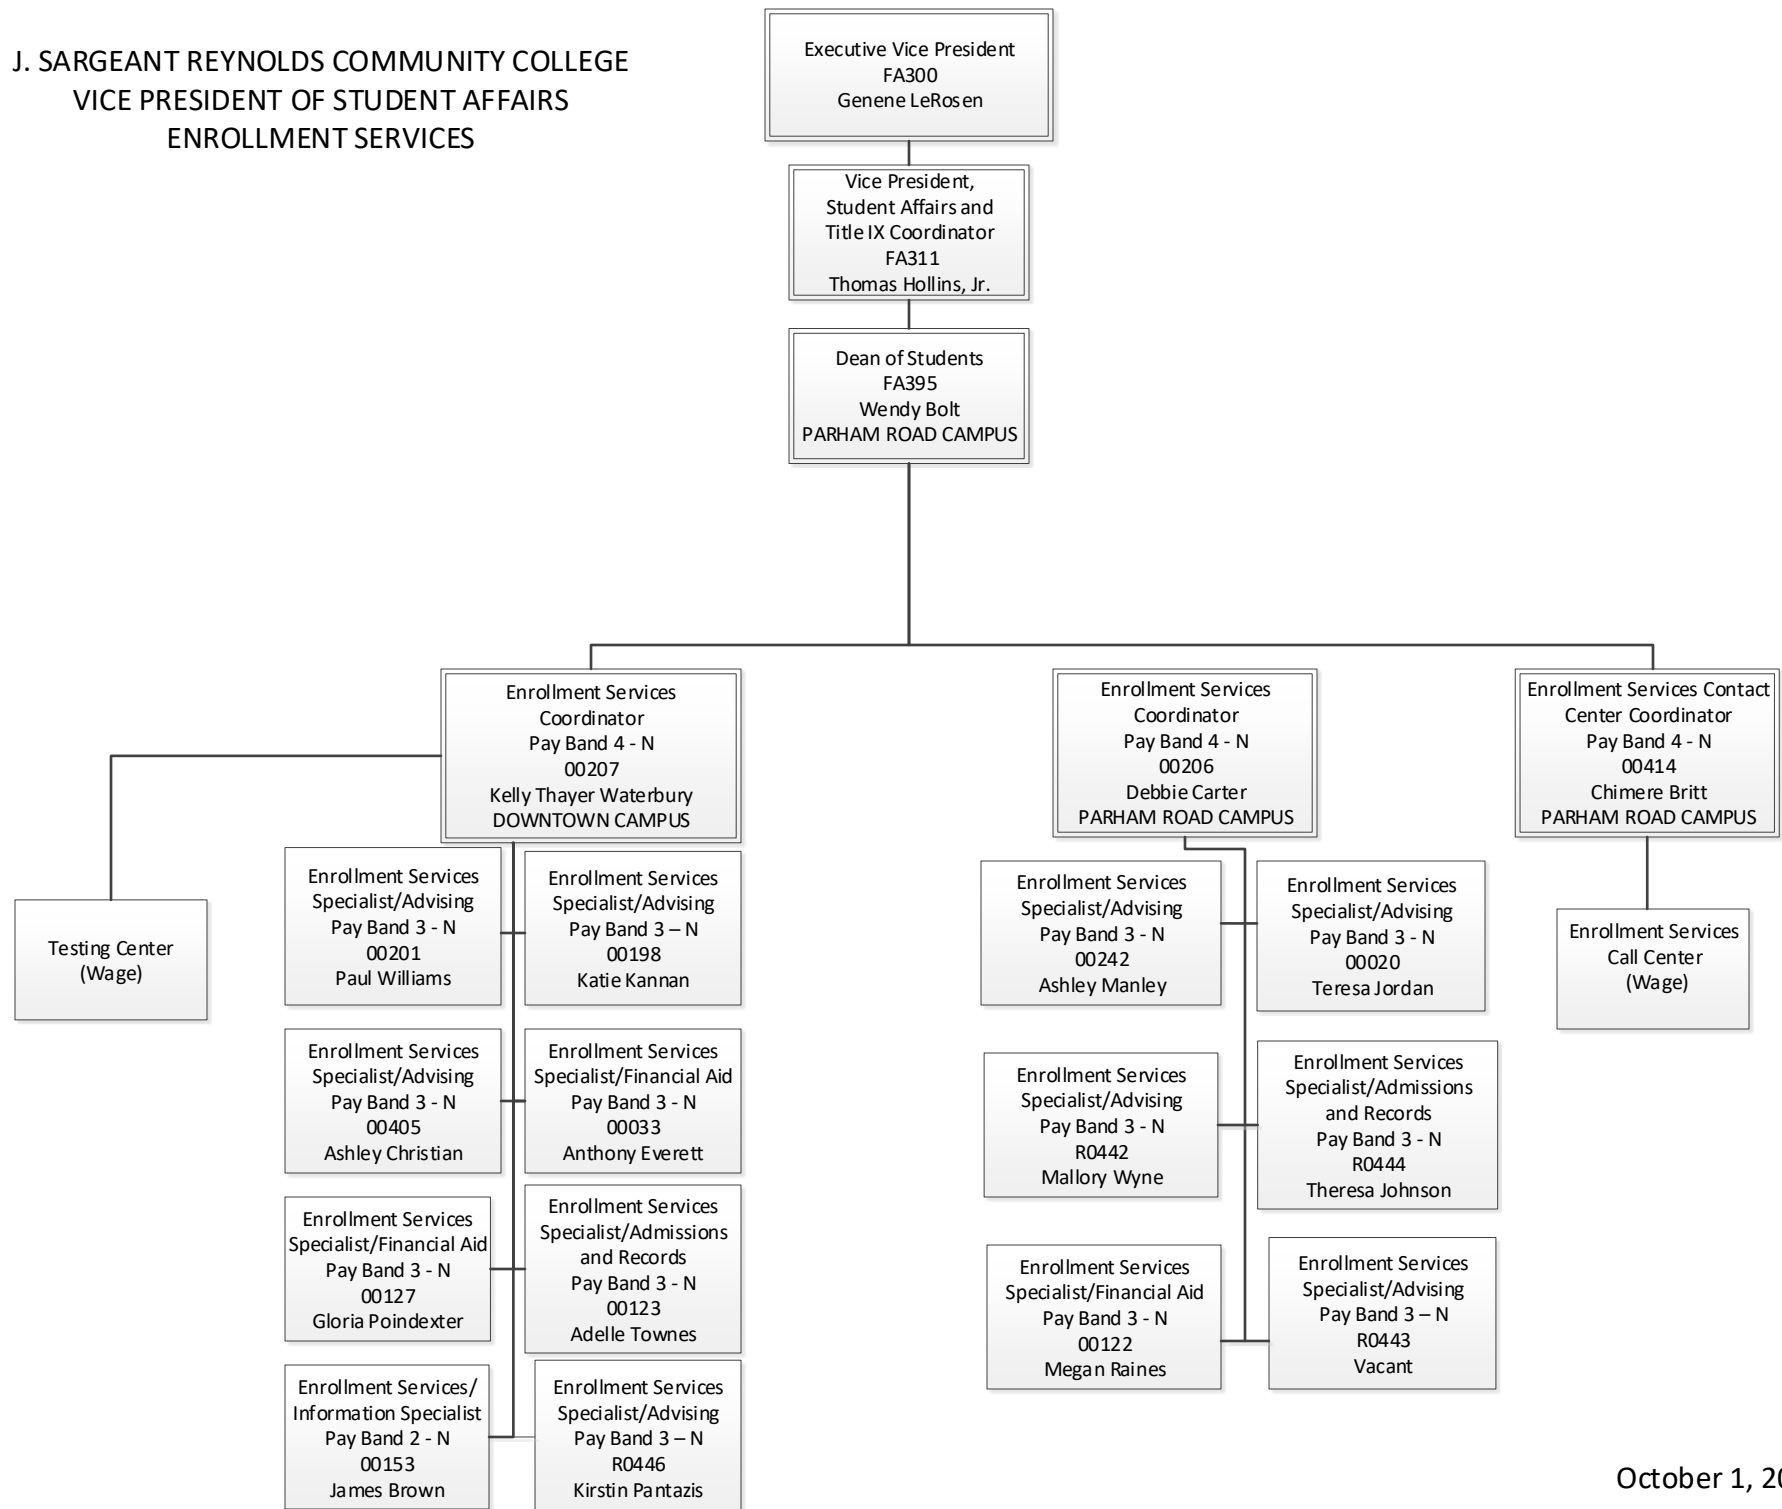 J. SARGEANT REYNOLDS COMMUNITY COLLEGE
VICE PRESIDENT OF STUDENT AFFAIRS
ENROLLMENT SERVICES
Executive Vice President
FA300
Genene LeRosen
Vice President,
Student Affairs and
Title IX Coordinator
FA311
Thomas Hollins, Jr.
Dean of Students
FA395
Wendy Bolt
PARHAM ROAD CAMPUS
Enrollment Services
Coordinator
Pay Band 4 - N
00207
Kelly Thayer Waterbury
DOWNTOWN CAMPUS
Enrollment Services
Coordinator
Pay Band 4 - N
00206
Debbie Carter
PARHAM ROAD CAMPUS
Enrollment Services Contact
Center Coordinator
Pay Band 4 - N
00414
Chimere Britt
PARHAM ROAD CAMPUS
Testing Center
(Wage)
Enrollment Services
Specialist/Advising
Pay Band 3 - N
00201
Paul Williams
Enrollment Services
Specialist/Advising
Pay Band 3 – N
00198
Katie Kannan
Enrollment Services
Specialist/Advising
Pay Band 3 - N
00242
Ashley Manley
Enrollment Services
Specialist/Advising
Pay Band 3 - N
00020
Teresa Jordan
Enrollment Services
Call Center
(Wage)
Enrollment Services
Specialist/Advising
Pay Band 3 - N
00405
Ashley Christian
Enrollment Services
Specialist/Financial Aid
Pay Band 3 - N
00033
Anthony Everett
Enrollment Services
Specialist/Advising
Pay Band 3 - N
R0442
Mallory Wyne
Enrollment Services
Specialist/Admissions
and Records
Pay Band 3 - N
R0444
Theresa Johnson
Enrollment Services
Specialist/Financial Aid
Pay Band 3 - N
00127
Gloria Poindexter
Enrollment Services
Specialist/Admissions
and Records
Pay Band 3 - N
00123
Adelle Townes
Enrollment Services
Specialist/Financial Aid
Pay Band 3 - N
00122
Megan Raines
Enrollment Services
Specialist/Advising
Pay Band 3 – N
R0443
Vacant
Enrollment Services/
Information Specialist
Pay Band 2 - N
00153
James Brown
Enrollment Services
Specialist/Advising
Pay Band 3 – N
R0446
Kirstin Pantazis
October 1,